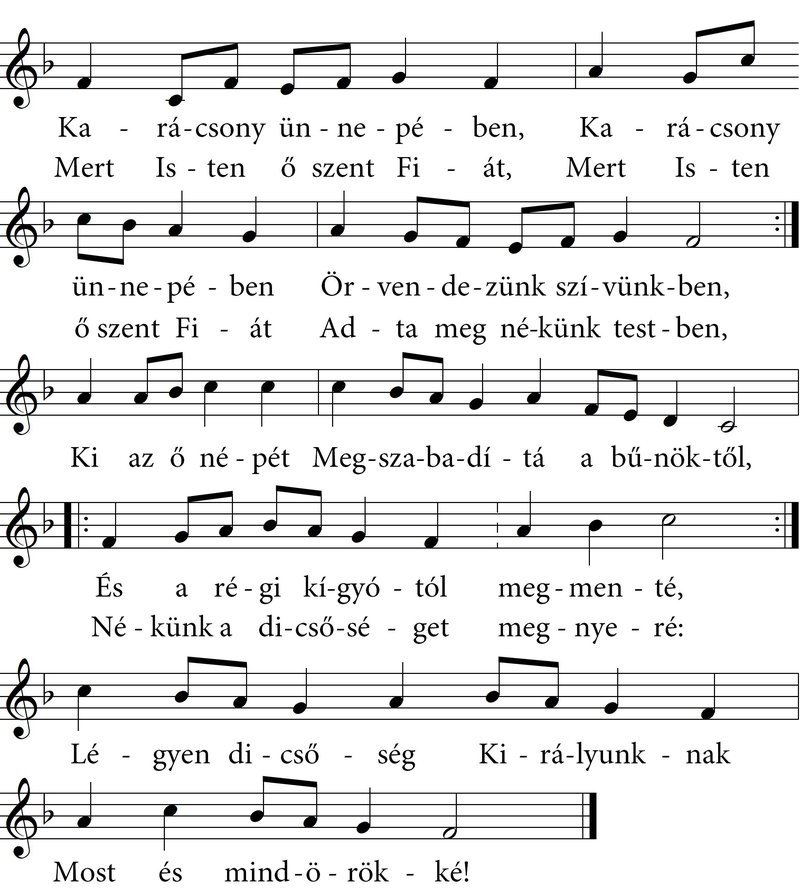 Ka - rá-csony ün - ne - pé - ben, Ka - rá - csony
Mert Is - ten ő szent Fi - át, Mert Is - ten
ün-ne-pé - ben Ör - ven - de-zünk szí-vünk-ben,
ő szent Fi - át Ad - ta meg né-künk test - ben,
Ki az ő né - pét Meg-sza-ba-dí - tá a bű-nök-től,
És a ré - gi kí-gyó - tól meg - men - té,
Né - künk a di-cső-sé - get meg - nye - ré:
Lé - gyen di - cső - ség Ki - rá-lyunk - nak
Most és mind-ö - rök - ké!